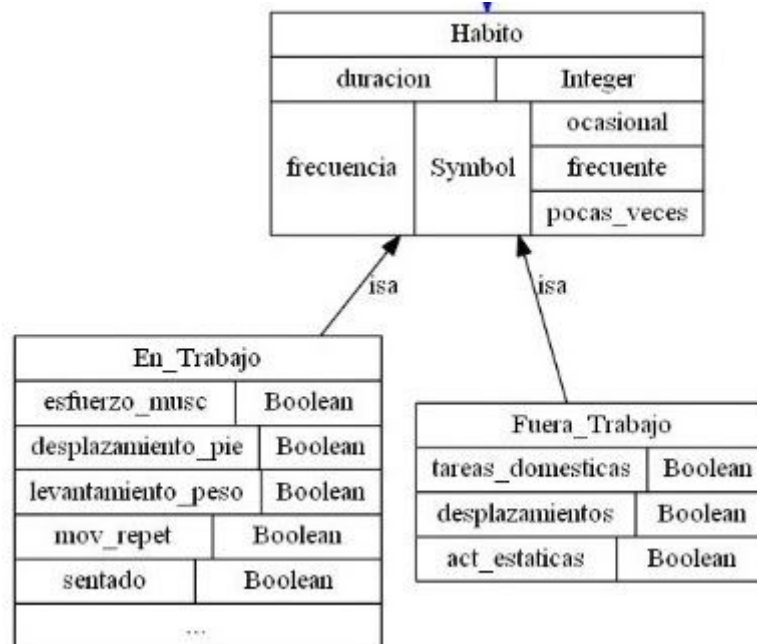 Habito
duracion Integer
frecuencia Symbol
ocasional
frecuente
pocas_veces
isa
isa
En_Trabajo
esfuerzo_musc Boolean
desplazamiento_pie Boolean
levantamiento_peso Boolean
mov_repet Boolean
sentado Boolean
...
Fuera_Trabajo
tareas_domesticas Boolean
desplazamientos Boolean
act_estaticas Boolean